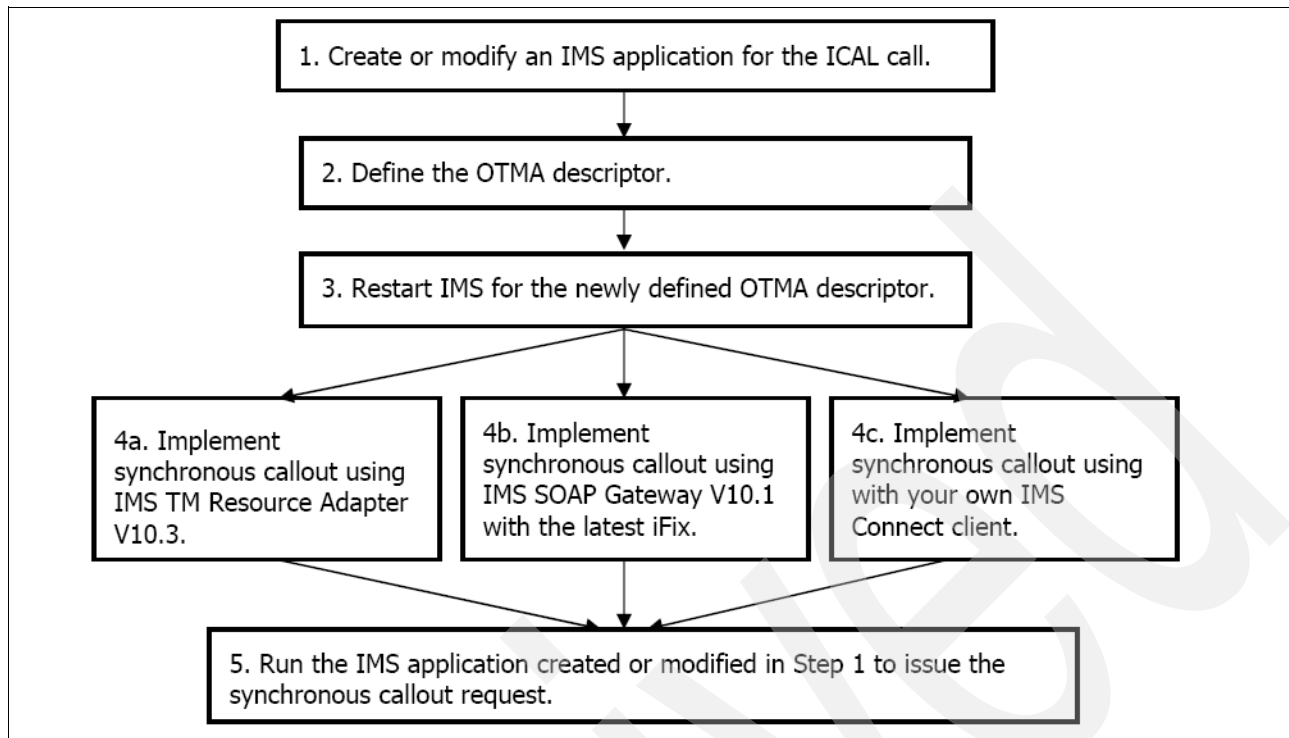 1. Create or modify an IMS application for the ICAL call.
2. Define the OTMA descriptor.
3. Restart IMS for the newly defined OTMA descriptor.
4a. Implement
synchronous callout using
IMS TM Resource Adapter
V10.3.
4b. Implement
synchronous callout using
IMS SOAP Gateway V10.1
with the latest iFix.
4c. Implement
synchronous callout using
with your own IMS
Connect client.
5. Run the IMS application created or modified in Step 1 to issue the
synchronous callout request.